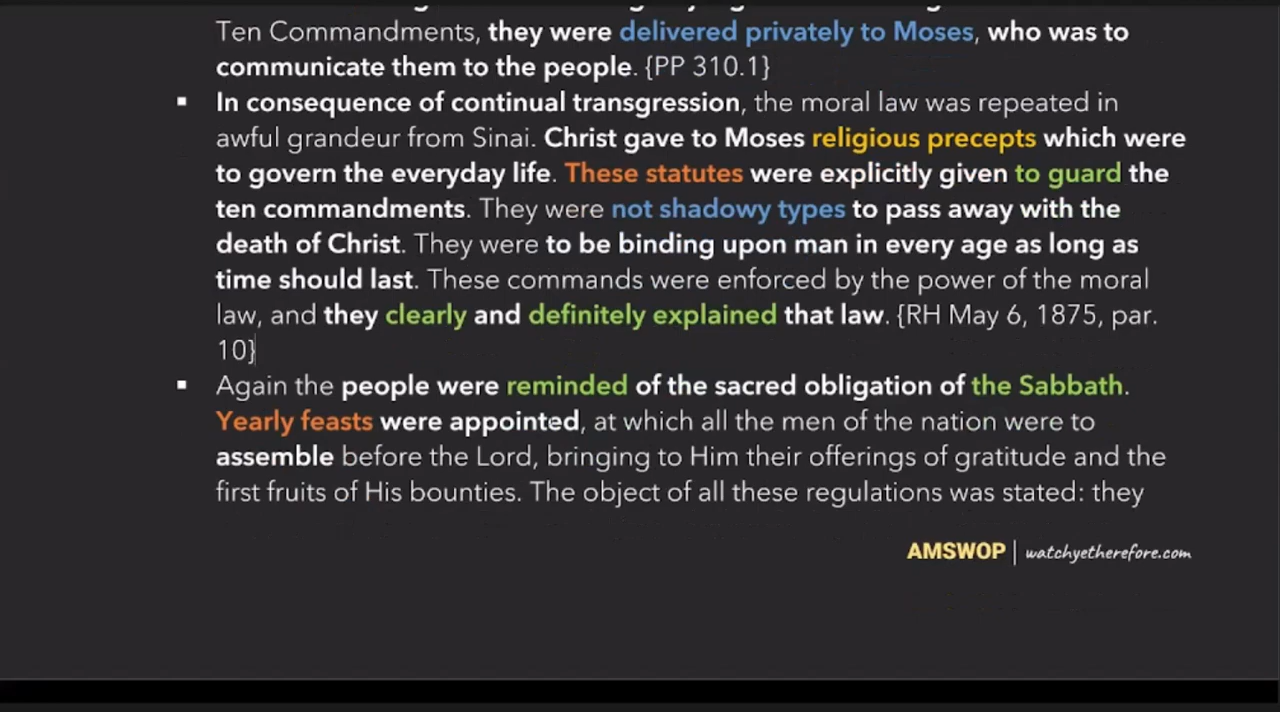 Ten Commandments, they were delivered privately to Moses, who was to
communicate them to the people. {PP 310.1}
▪ In consequence of continual transgression, the moral law was repeated in
awful grandeur from Sinai. Christ gave to Moses religious precepts which were
to govern the everyday life. These statutes were explicitly given to guard the
ten commandments. They were not shadowy types to pass away with the
death of Christ. They were to be binding upon man in every age as long as
time should last. These commands were enforced by the power of the moral
law, and they clearly and definitely explained that law. {RH May 6, 1875, par.
10}
▪ Again the people were reminded of the sacred obligation of the Sabbath.
Yearly feasts were appointed, at which all the men of the nation were to
assemble before the Lord, bringing to Him their offerings of gratitude and the
first fruits of His bounties. The object of all these regulations was stated: they
AMSWOP | watchyetherefore.com